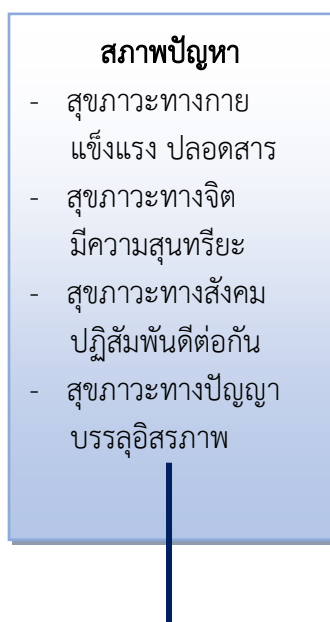 สภาพปัญหา
- สุขภาวะทางกาย
แข็งแรง ปลอดสาร
- สุขภาวะทางจิต
มีความสุนทรียะ
- สุขภาวะทางสังคม
ปฏิสัมพันดีต่อกัน
- สุขภาวะทางปัญญา
บรรลุอิสรภาพ